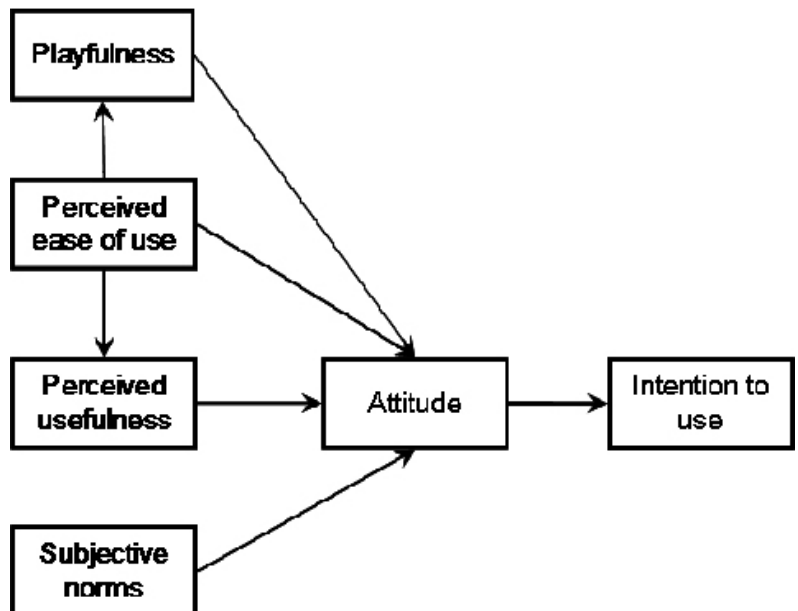 Playfulness
Perceived
ease of use
Perceived
usefulness
Attitude
Intention to
use
Subjective
norms